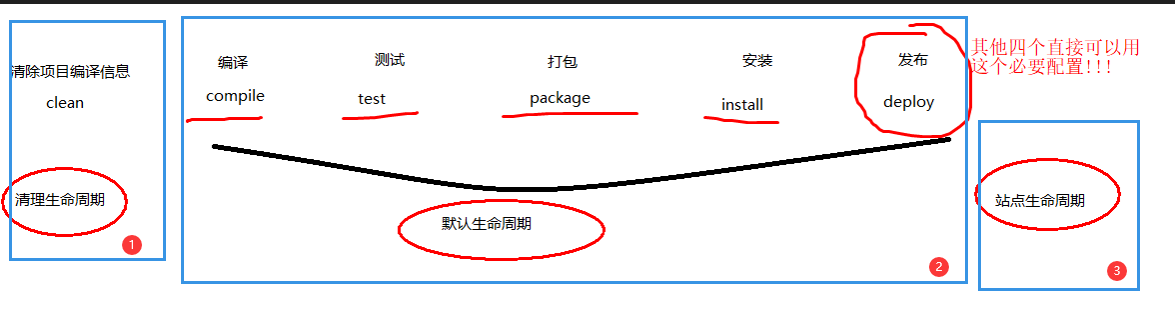 清除项目编译信息
clean
清理生命周期
1
编译
compile
测试
test
打包
package
安装
install
发布
deploy
默认生命周期
2
其他四个直接可以用
这个必要配置!!!
站点生命周期
3